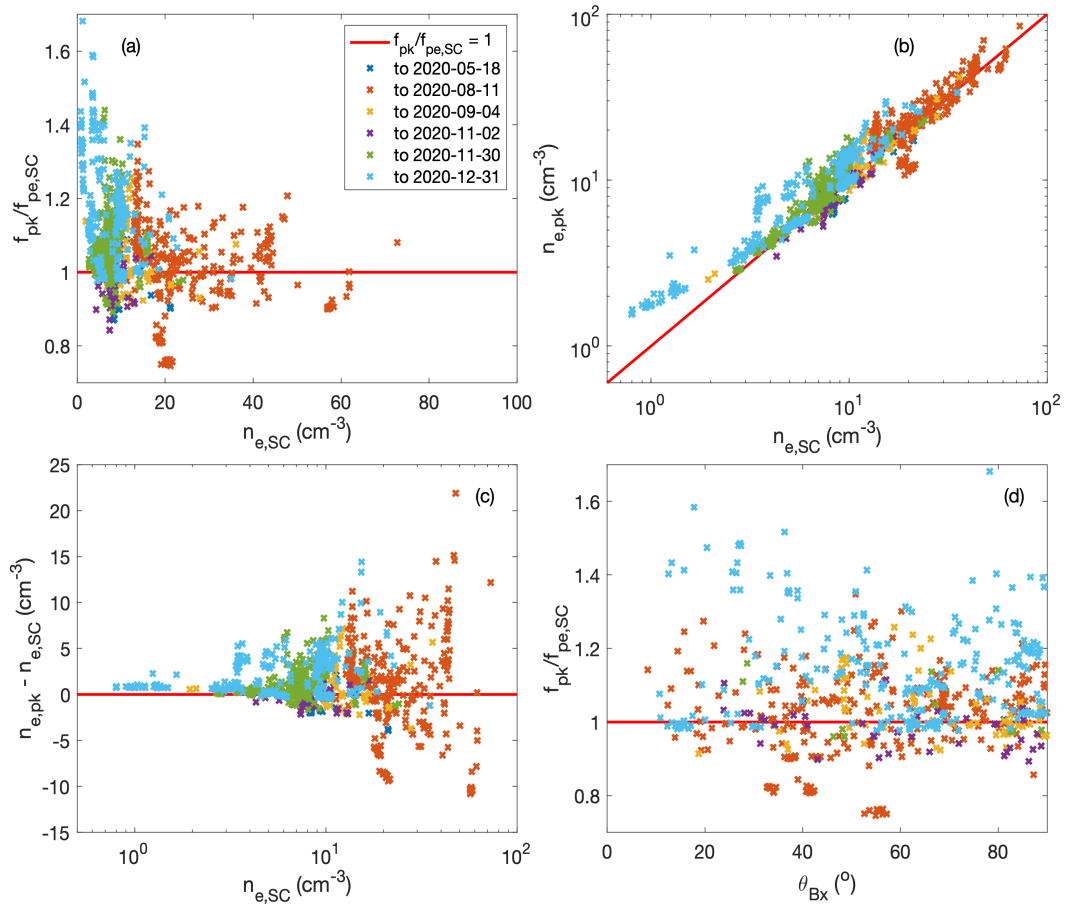 (a)
f_pk/f_pe,SC = 1
to 2020-05-18
to 2020-08-11
to 2020-09-04
to 2020-11-02
to 2020-11-30
to 2020-12-31
1.6
1.4
1.2
1
0.8
f_pk/f_pe,SC
0 20 40 60 80 100
n_e,SC (cm^-3)
(b)
10^2
10^1
10^0
n_e,pk (cm^-3)
10^0 10^1 10^2
n_e,SC (cm^-3)
(c)
25
20
15
10
5
0
-5
-10
-15
n_e,pk - n_e,SC (cm^-3)
10^0 10^1 10^2
n_e,SC (cm^-3)
(d)
1.6
1.4
1.2
1
0.8
f_pk/f_pe,SC
0 20 40 60 80
θ_Bx (°)